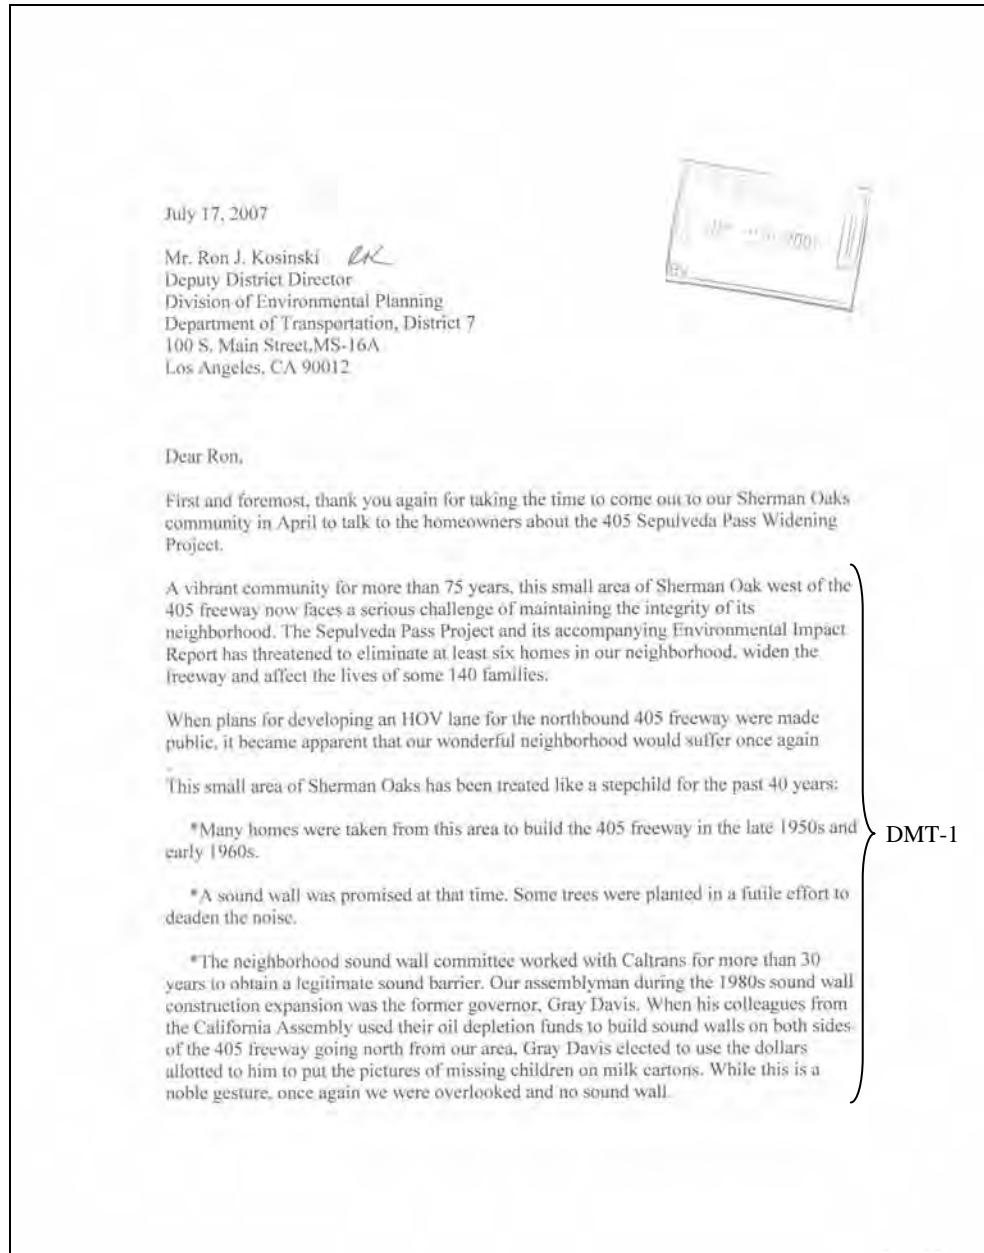 July 17, 2007
Mr. Ron J. Kosinski RK
Deputy District Director
Division of Environmental Planning
Department of Transportation, District 7
100 S. Main Street,MS-16A
Los Angeles, CA 90012
Dear Ron,
First and foremost, thank you again for taking the time to come out to our Sherman Oaks
community in April to talk to the homeowners about the 405 Sepulveda Pass Widening
Project.
A vibrant community for more than 75 years, this small area of Sherman Oak west of the
405 freeway now faces a serious challenge of maintaining the integrity of its
neighborhood. The Sepulveda Pass Project and its accompanying Environmental Impact
Report has threatened to eliminate at least six homes in our neighborhood, widen the
freeway and affect the lives of some 140 families.
When plans for developing an HOV lane for the northbound 405 freeway were made
public, it became apparent that our wonderful neighborhood would suffer once again
This small area of Sherman Oaks has been treated like a stepchild for the past 40 years:
*Many homes were taken from this area to build the 405 freeway in the late 1950s and
early 1960s.
DMT-1
*A sound wall was promised at that time. Some trees were planted in a futile effort to
deaden the noise.
*The neighborhood sound wall committee worked with Caltrans for more than 30
years to obtain a legitimate sound barrier. Our assemblyman during the 1980s sound wall
construction expansion was the former governor, Gray Davis. When his colleagues from
the California Assembly used their oil depletion funds to build sound walls on both sides
of the 405 freeway going north from our area, Gray Davis elected to use the dollars
allotted to him to put the pictures of missing children on milk cartons. While this is a
noble gesture, once again we were overlooked and no sound wall.